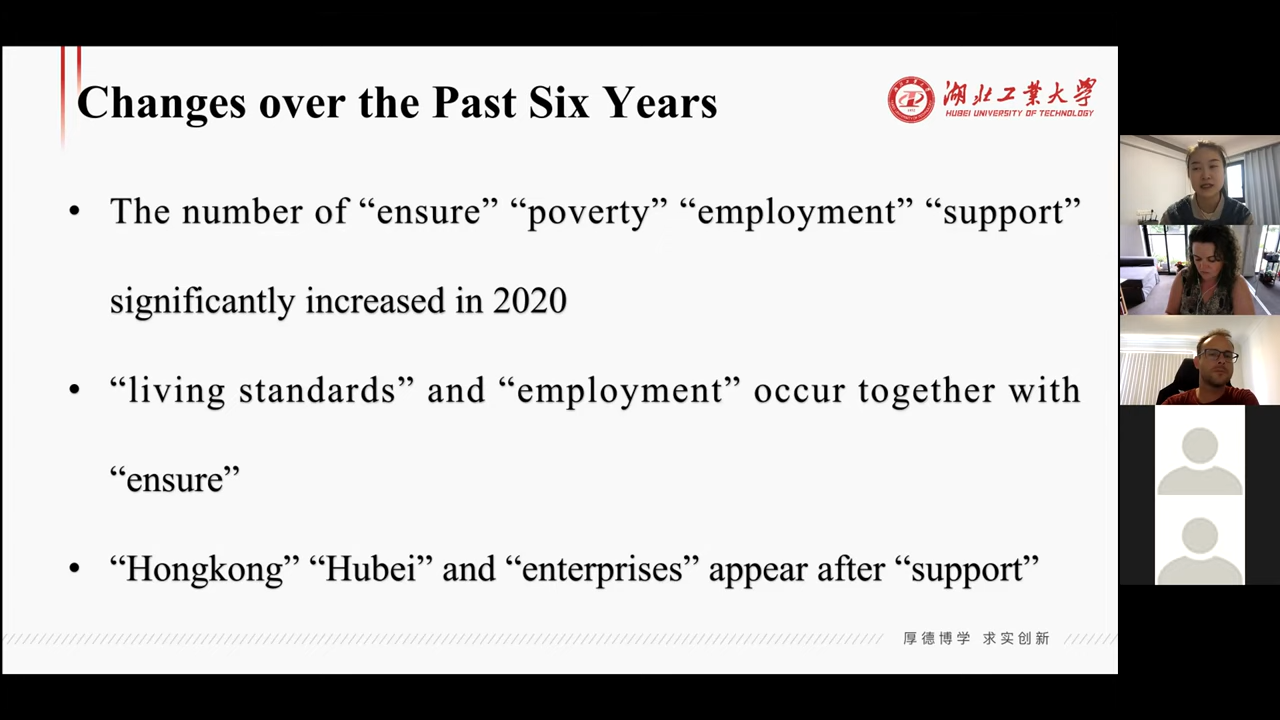 Changes over the Past Six Years
湖北工業大學
HUBEI UNIVERSITY OF TECHNOLOGY
• The number of “ensure” “poverty” “employment” “support”
significantly increased in 2020
• “living standards” and “employment” occur together with
“ensure”
• “Hongkong” “Hubei” and “enterprises” appear after “support”
厚德博学 求实创新